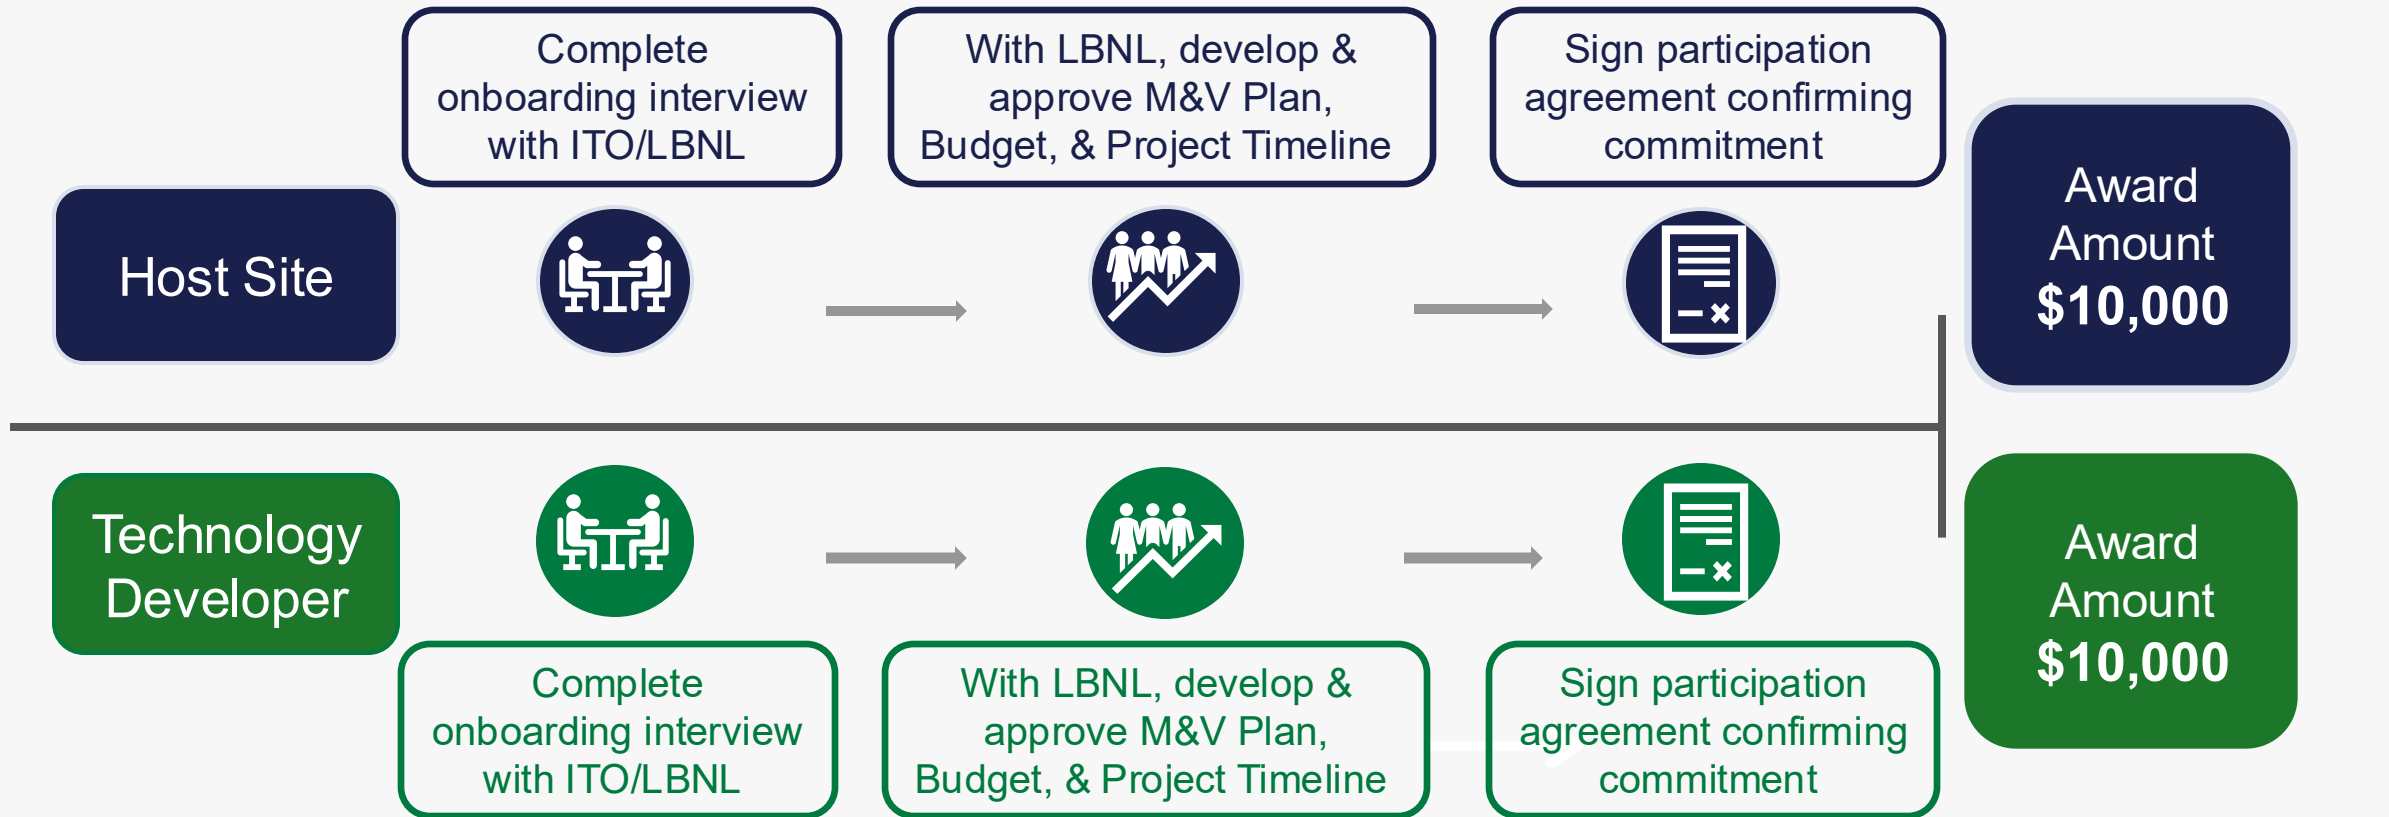 Complete
onboarding interview
with ITO/LBNL
With LBNL, develop &
approve M&V Plan,
Budget, & Project Timeline
Sign participation
agreement confirming
commitment
Host Site
Award
Amount
$10,000
Technology
Developer
Complete
onboarding interview
with ITO/LBNL
With LBNL, develop &
approve M&V Plan,
Budget, & Project Timeline
Sign participation
agreement confirming
commitment
Award
Amount
$10,000